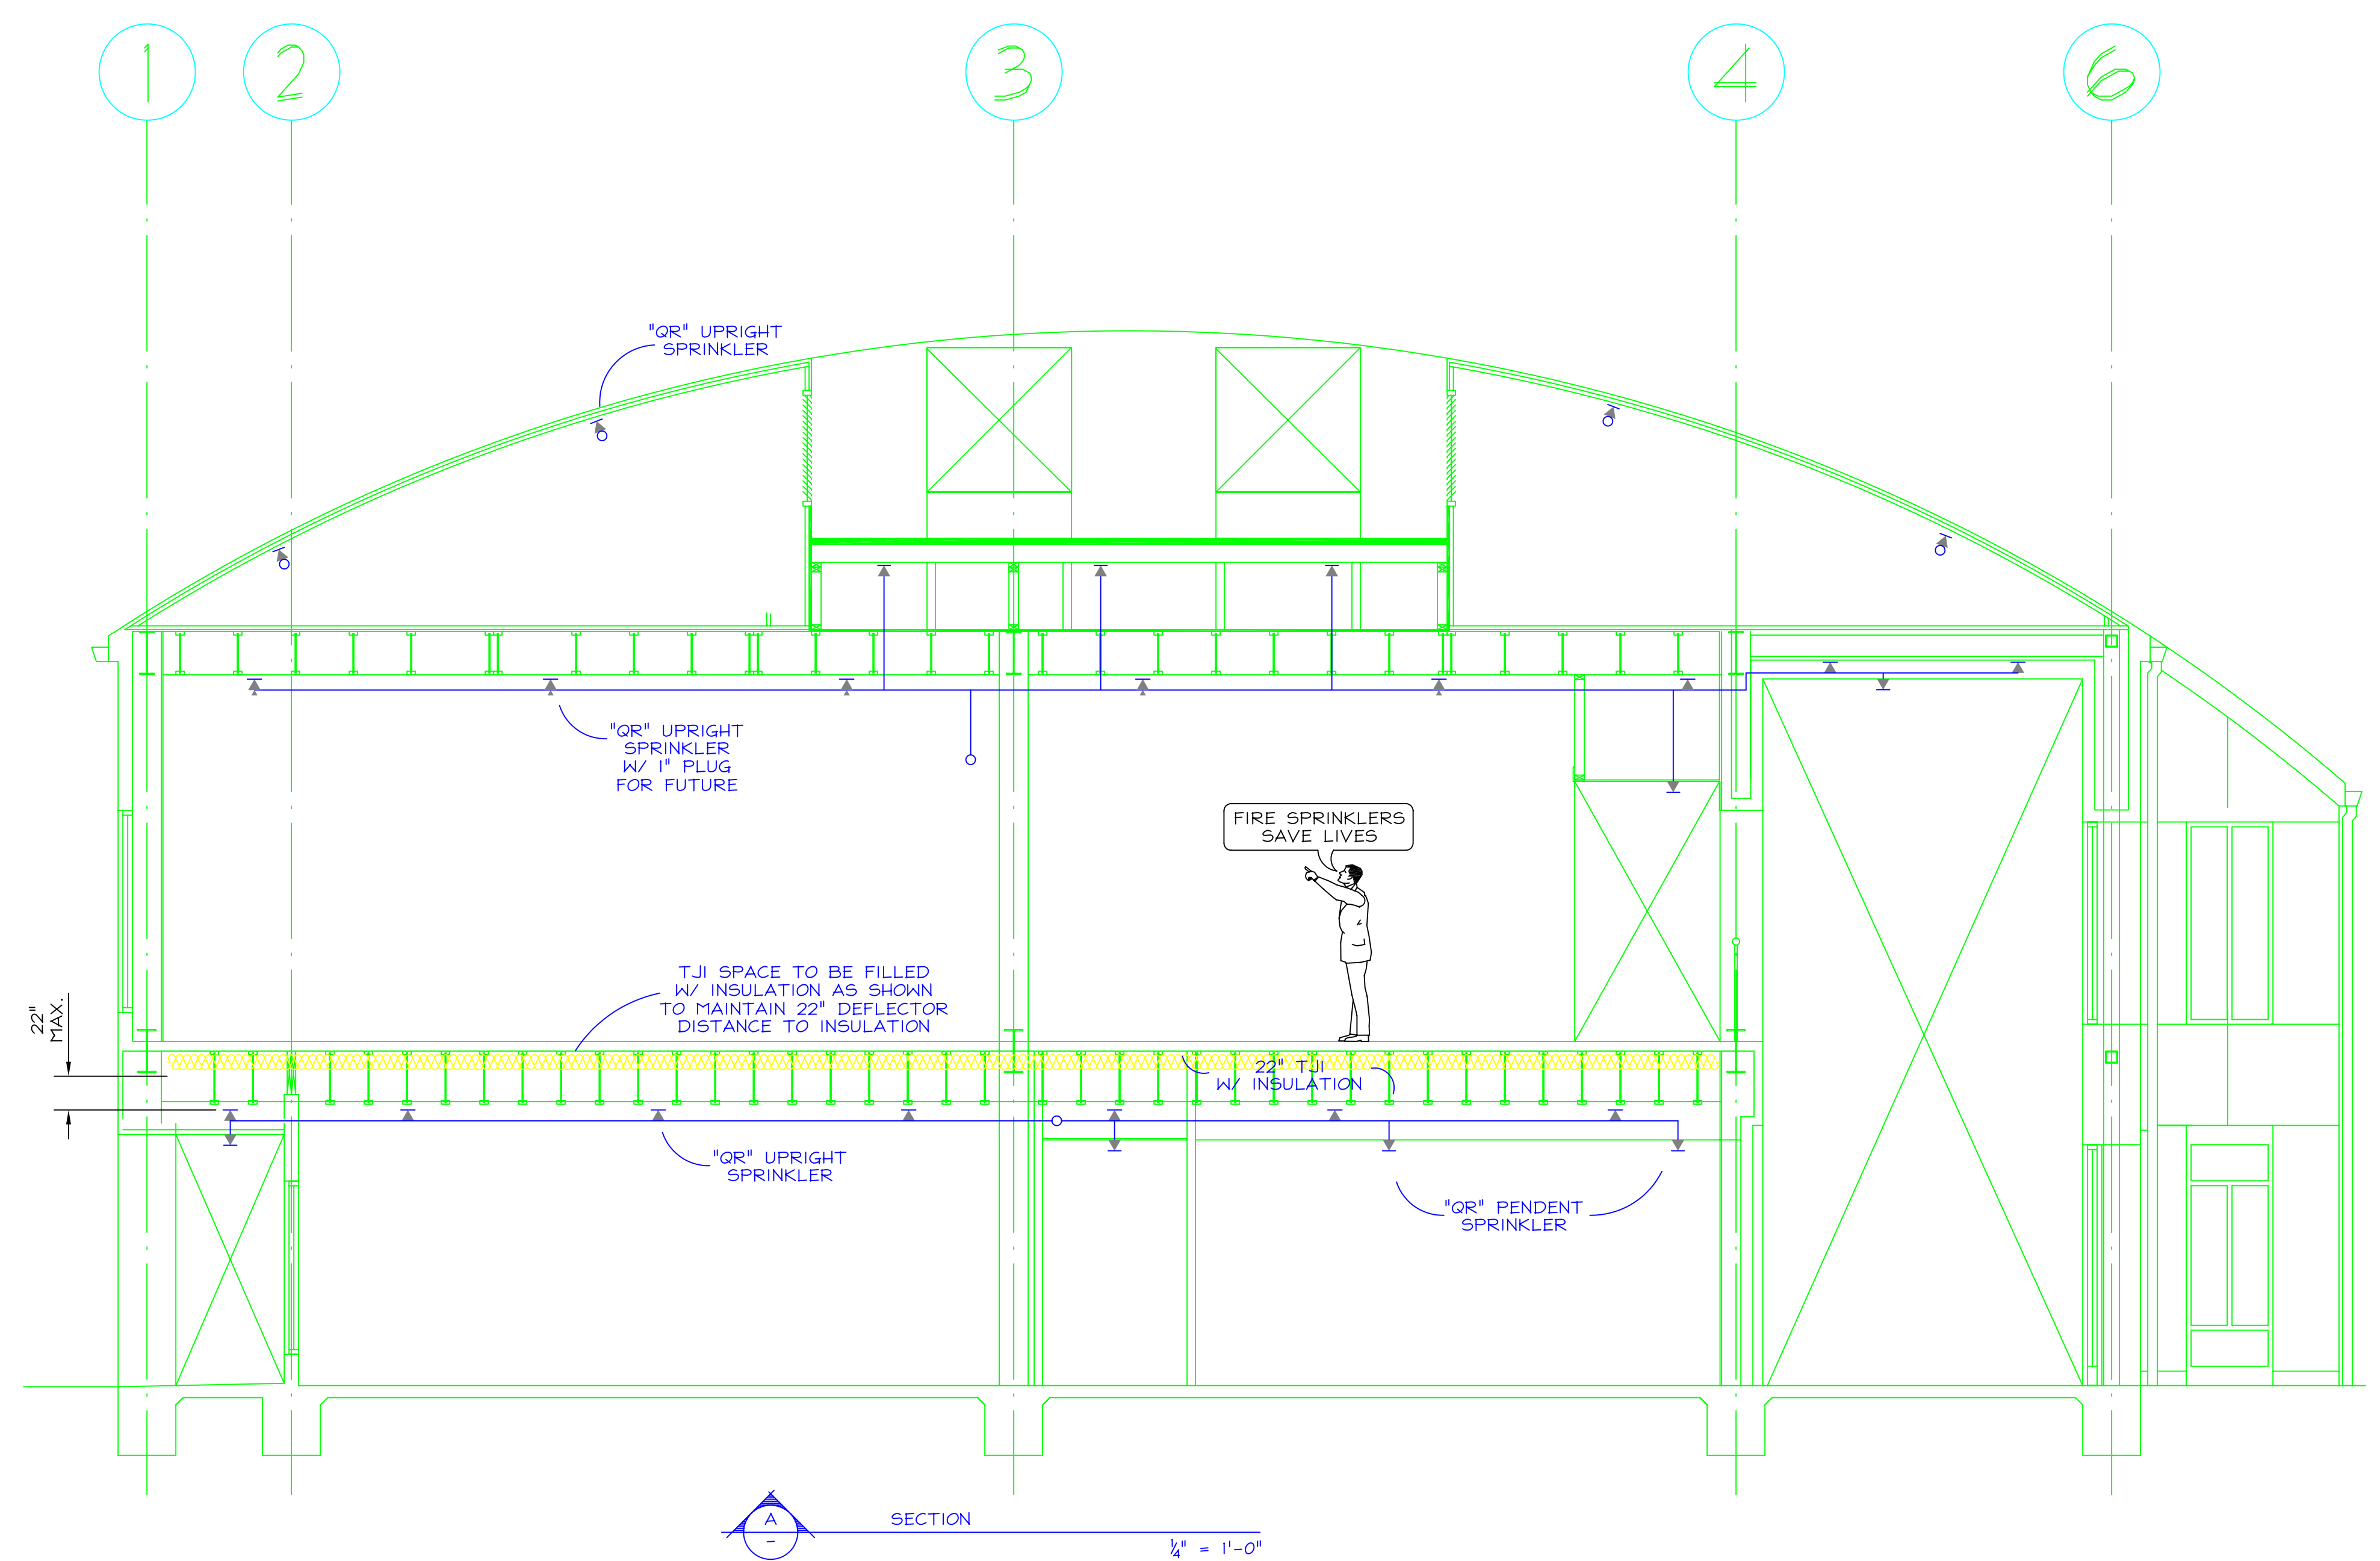 1
2
3
4
6
"QR" UPRIGHT
SPRINKLER
"QR" UPRIGHT
SPRINKLER
W/ 1" PLUG
FOR FUTURE
FIRE SPRINKLERS
SAVE LIVES
TJI SPACE TO BE FILLED
W/ INSULATION AS SHOWN
TO MAINTAIN 22" DEFLECTOR
DISTANCE TO INSULATION
22"
MAX.
22" TJI
W/ INSULATION
"QR" UPRIGHT
SPRINKLER
"QR" PENDENT
SPRINKLER
A
-
SECTION
¼" = 1'-0"